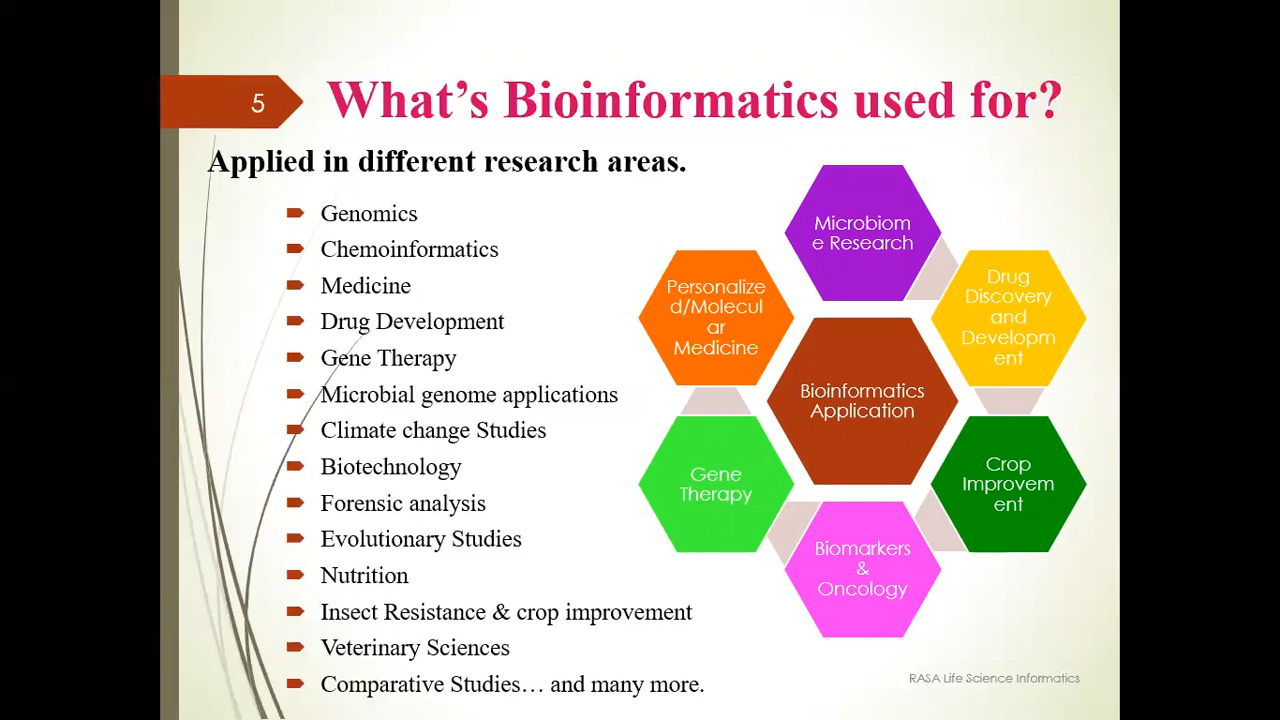 5
What's Bioinformatics used for?
Applied in different research areas.
Genomics
Chemoinformatics
Medicine
Drug Development
Gene Therapy
Microbial genome applications
Climate change Studies
Biotechnology
Forensic analysis
Evolutionary Studies
Nutrition
Insect Resistance & crop improvement
Veterinary Sciences
Comparative Studies… and many more.
Microbiom
e Research
Drug
Discovery
and
Developm
ent
Crop
Improvem
ent
Biomarkers
&
Oncology
Gene
Therapy
Personalize
d/Molecul
ar
Medicine
Bioinformatics
Application
RASA Life Science Informatics